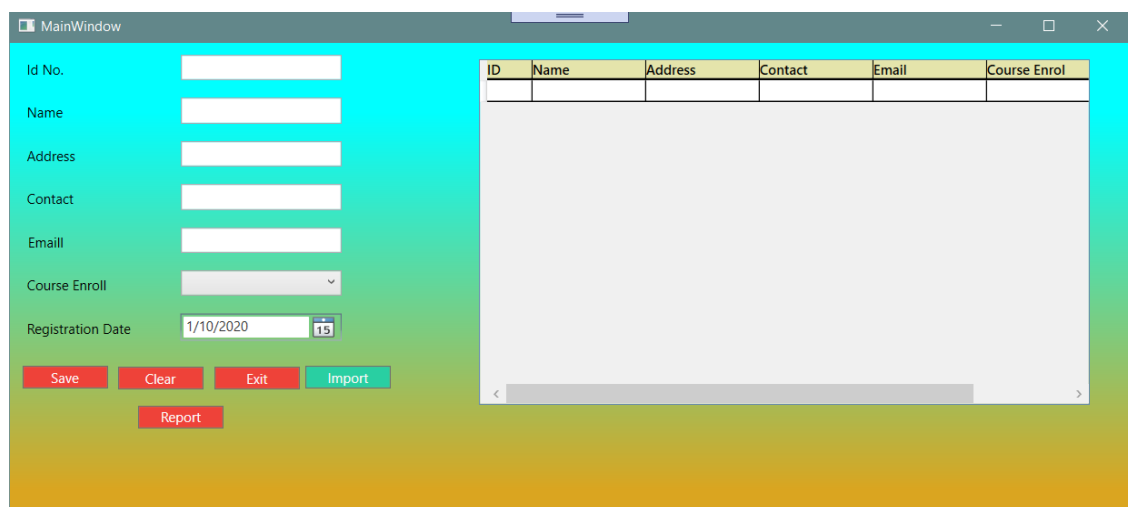 MainWindow
Id No.
Name
Address
Contact
Emaill
Course Enroll
Registration Date 1/10/2020 15
Save Clear Exit Import
Report
ID Name Address Contact Email Course Enrol